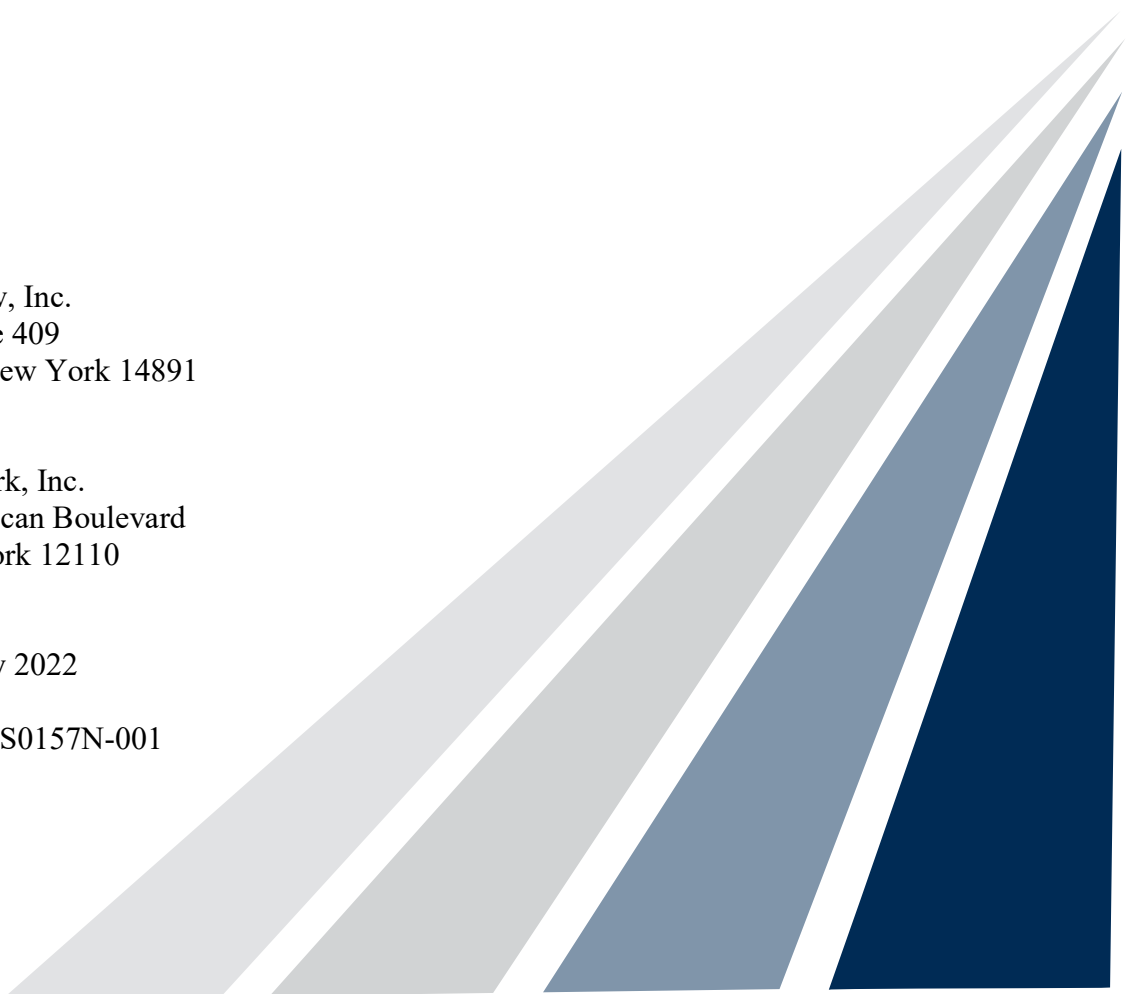 y, Inc.
e 409
ew York 14891
rk, Inc.
can Boulevard
ork 12110
y 2022
S0157N-001